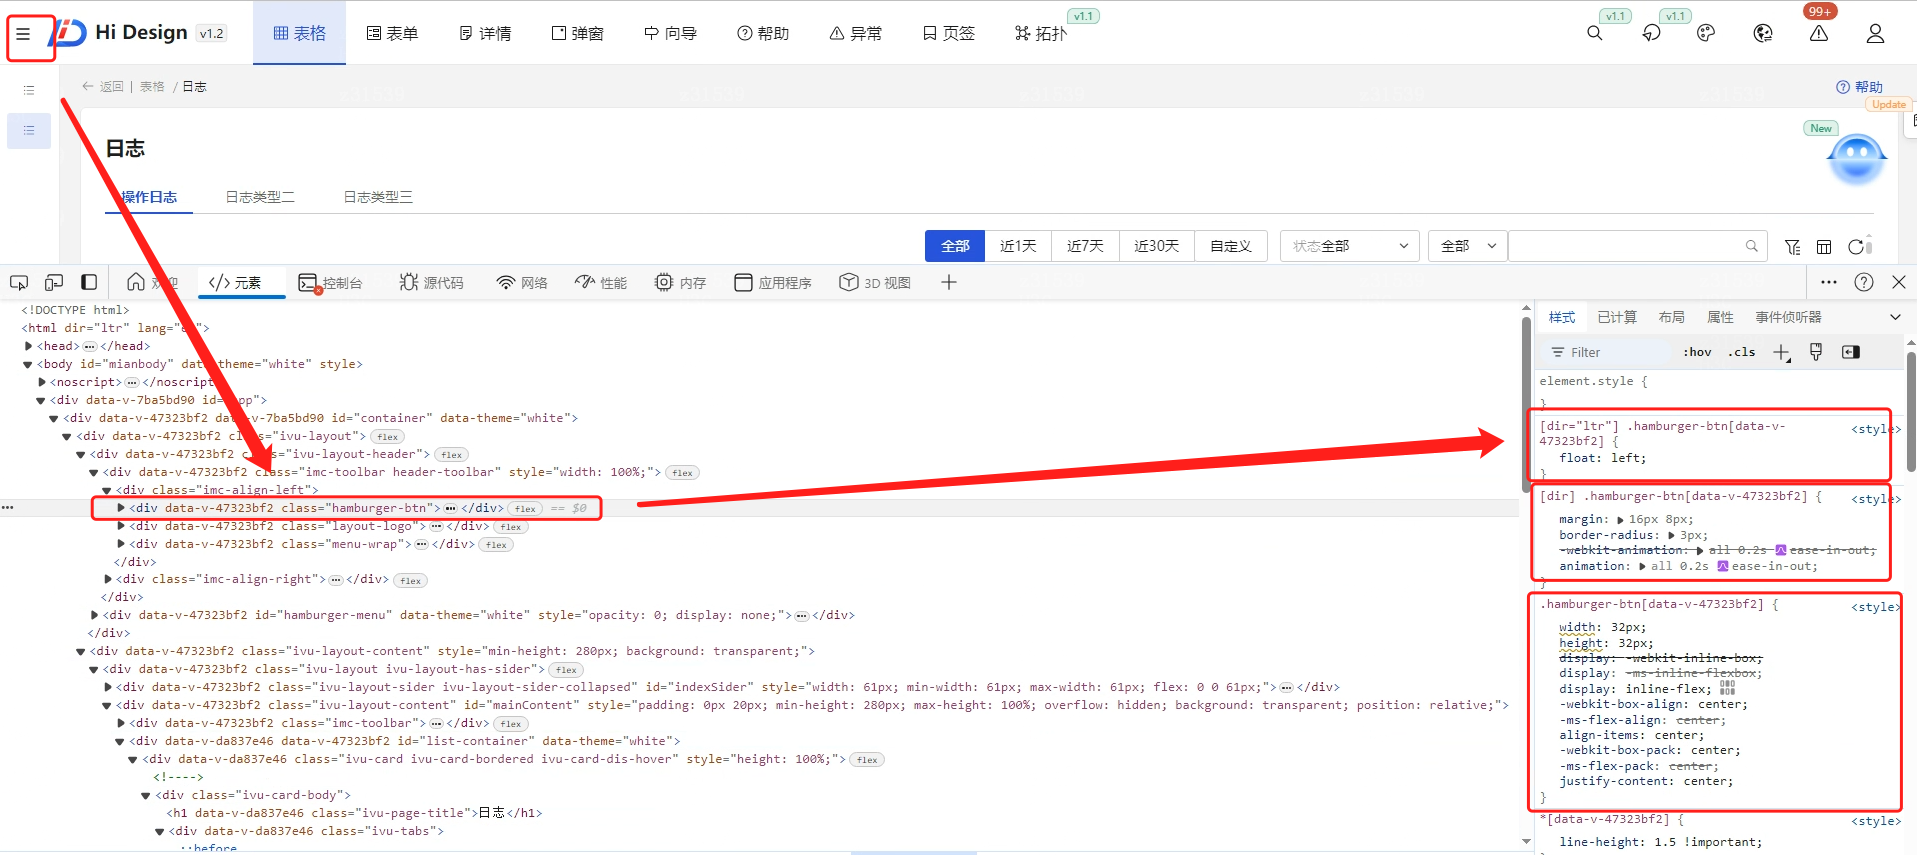 Hi Design v1.2 表格 表单 详情 弹窗 向导 帮助 异常 页签 拓扑 v1.1 v1.1 v1.1 99+
返回 | 表格 / 日志 帮助
Update
New
日志
操作日志 日志类型二 日志类型三
全部 近1天 近7天 近30天 自定义 状态 全部 全部
元素 控制台 源代码 网络 性能 内存 应用程序 3D 视图
<!DOCTYPE html>
<html dir="ltr" lang=
<head>…</head>
<body id="mianbody" data-theme="white" style>
<noscript>…</noscript
<div data-v-7ba5bd90 id=
<div data-v-47323bf2 data-v-7ba5bd90 id="container" data-theme="white">
<div data-v-47323bf2 class="ivu-layout"> flex
<div data-v-47323bf2 class="ivu-layout-header"> flex
<div data-v-47323bf2 class="imc-toolbar header-toolbar" style="width: 100%;"> flex
<div class="imc-align-left">
<div data-v-47323bf2 class="hamburger-btn">…</div> flex == $0
<div data-v-47323bf2 class="layout-logo">…</div> flex
<div data-v-47323bf2 class="menu-wrap">…</div> flex
</div>
<div class="imc-align-right">…</div> flex
</div>
<div data-v-47323bf2 id="hamburger-menu" data-theme="white" style="opacity: 0; display: none;">…</div>
</div>
<div data-v-47323bf2 class="ivu-layout-content" style="min-height: 280px; background: transparent;">
<div data-v-47323bf2 class="ivu-layout ivu-layout-has-sider"> flex
<div data-v-47323bf2 class="ivu-layout-sider ivu-layout-sider-collapsed" id="indexSider" style="width: 61px; min-width: 61px; max-width: 61px; flex: 0 0 61px;">…</div>
<div data-v-47323bf2 class="ivu-layout-content" id="mainContent" style="padding: 0px 20px; min-height: 280px; max-height: 100%; overflow: hidden; background: transparent; position: relative;">
<div data-v-47323bf2 class="imc-toolbar">…</div> flex
<div data-v-da837e46 data-v-47323bf2 id="list-container" data-theme="white">
<div data-v-da837e46 class="ivu-card ivu-card-bordered ivu-card-dis-hover" style="height: 100%;"> flex
<!---->
<div class="ivu-card-body">
<h1 data-v-da837e46 class="ivu-page-title">日志</h1>
<div data-v-da837e46 class="ivu-tabs">
::before
样式 已计算 布局 属性 事件侦听器
Filter :hov .cls
element.style {
}
[dir="ltr"] .hamburger-btn[data-v- <style>
47323bf2] {
float: left;
}
[dir] .hamburger-btn[data-v-47323bf2] { <style>
margin: 16px 8px;
border-radius: 3px;
-webkit-animation: all 0.2s ease-in-out;
animation: all 0.2s ease-in-out;
}
.hamburger-btn[data-v-47323bf2] { <style>
width: 32px;
height: 32px;
display: -webkit-inline-box;
display: -ms-inline-flexbox;
display: inline-flex;
-webkit-box-align: center;
-ms-flex-align: center;
align-items: center;
-webkit-box-pack: center;
-ms-flex-pack: center;
justify-content: center;
}
*[data-v-47323bf2] { <style>
line-height: 1.5 !important;
}